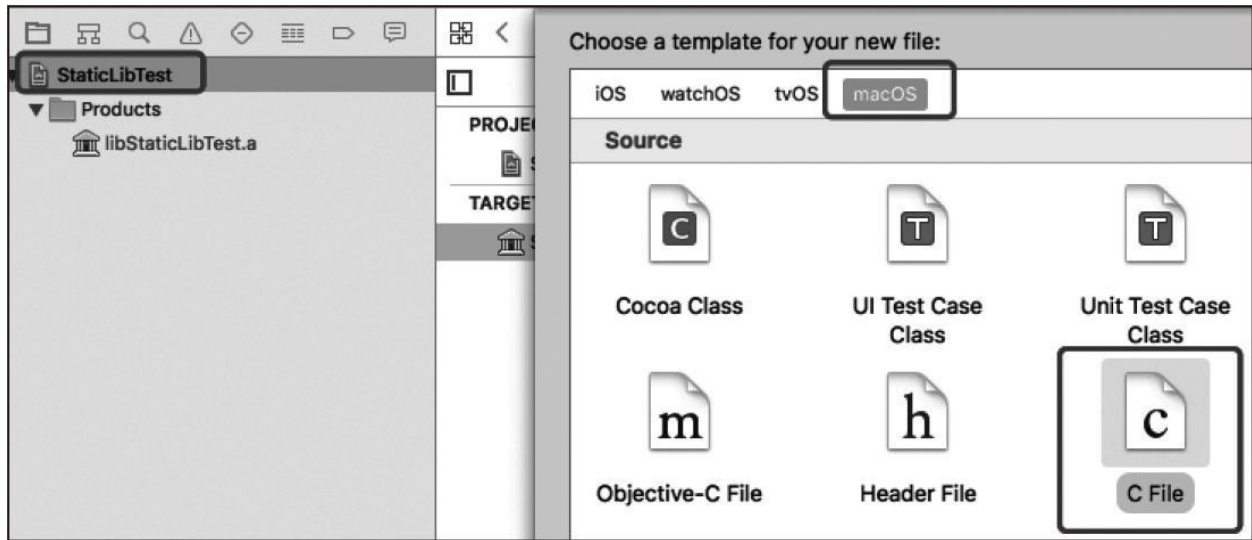 StaticLibTest
Products
libStaticLibTest.a
PROJE
TARGE
Choose a template for your new file:
iOS watchOS tvOS macOS
Source
C
T
T
Cocoa Class
UI Test Case
Class
Unit Test Case
Class
m
h
c
Objective-C File
Header File
C File